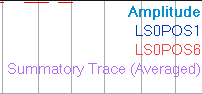 Amplitude
LS0POS1
LS0POS6
Summatory Trace (Averaged)